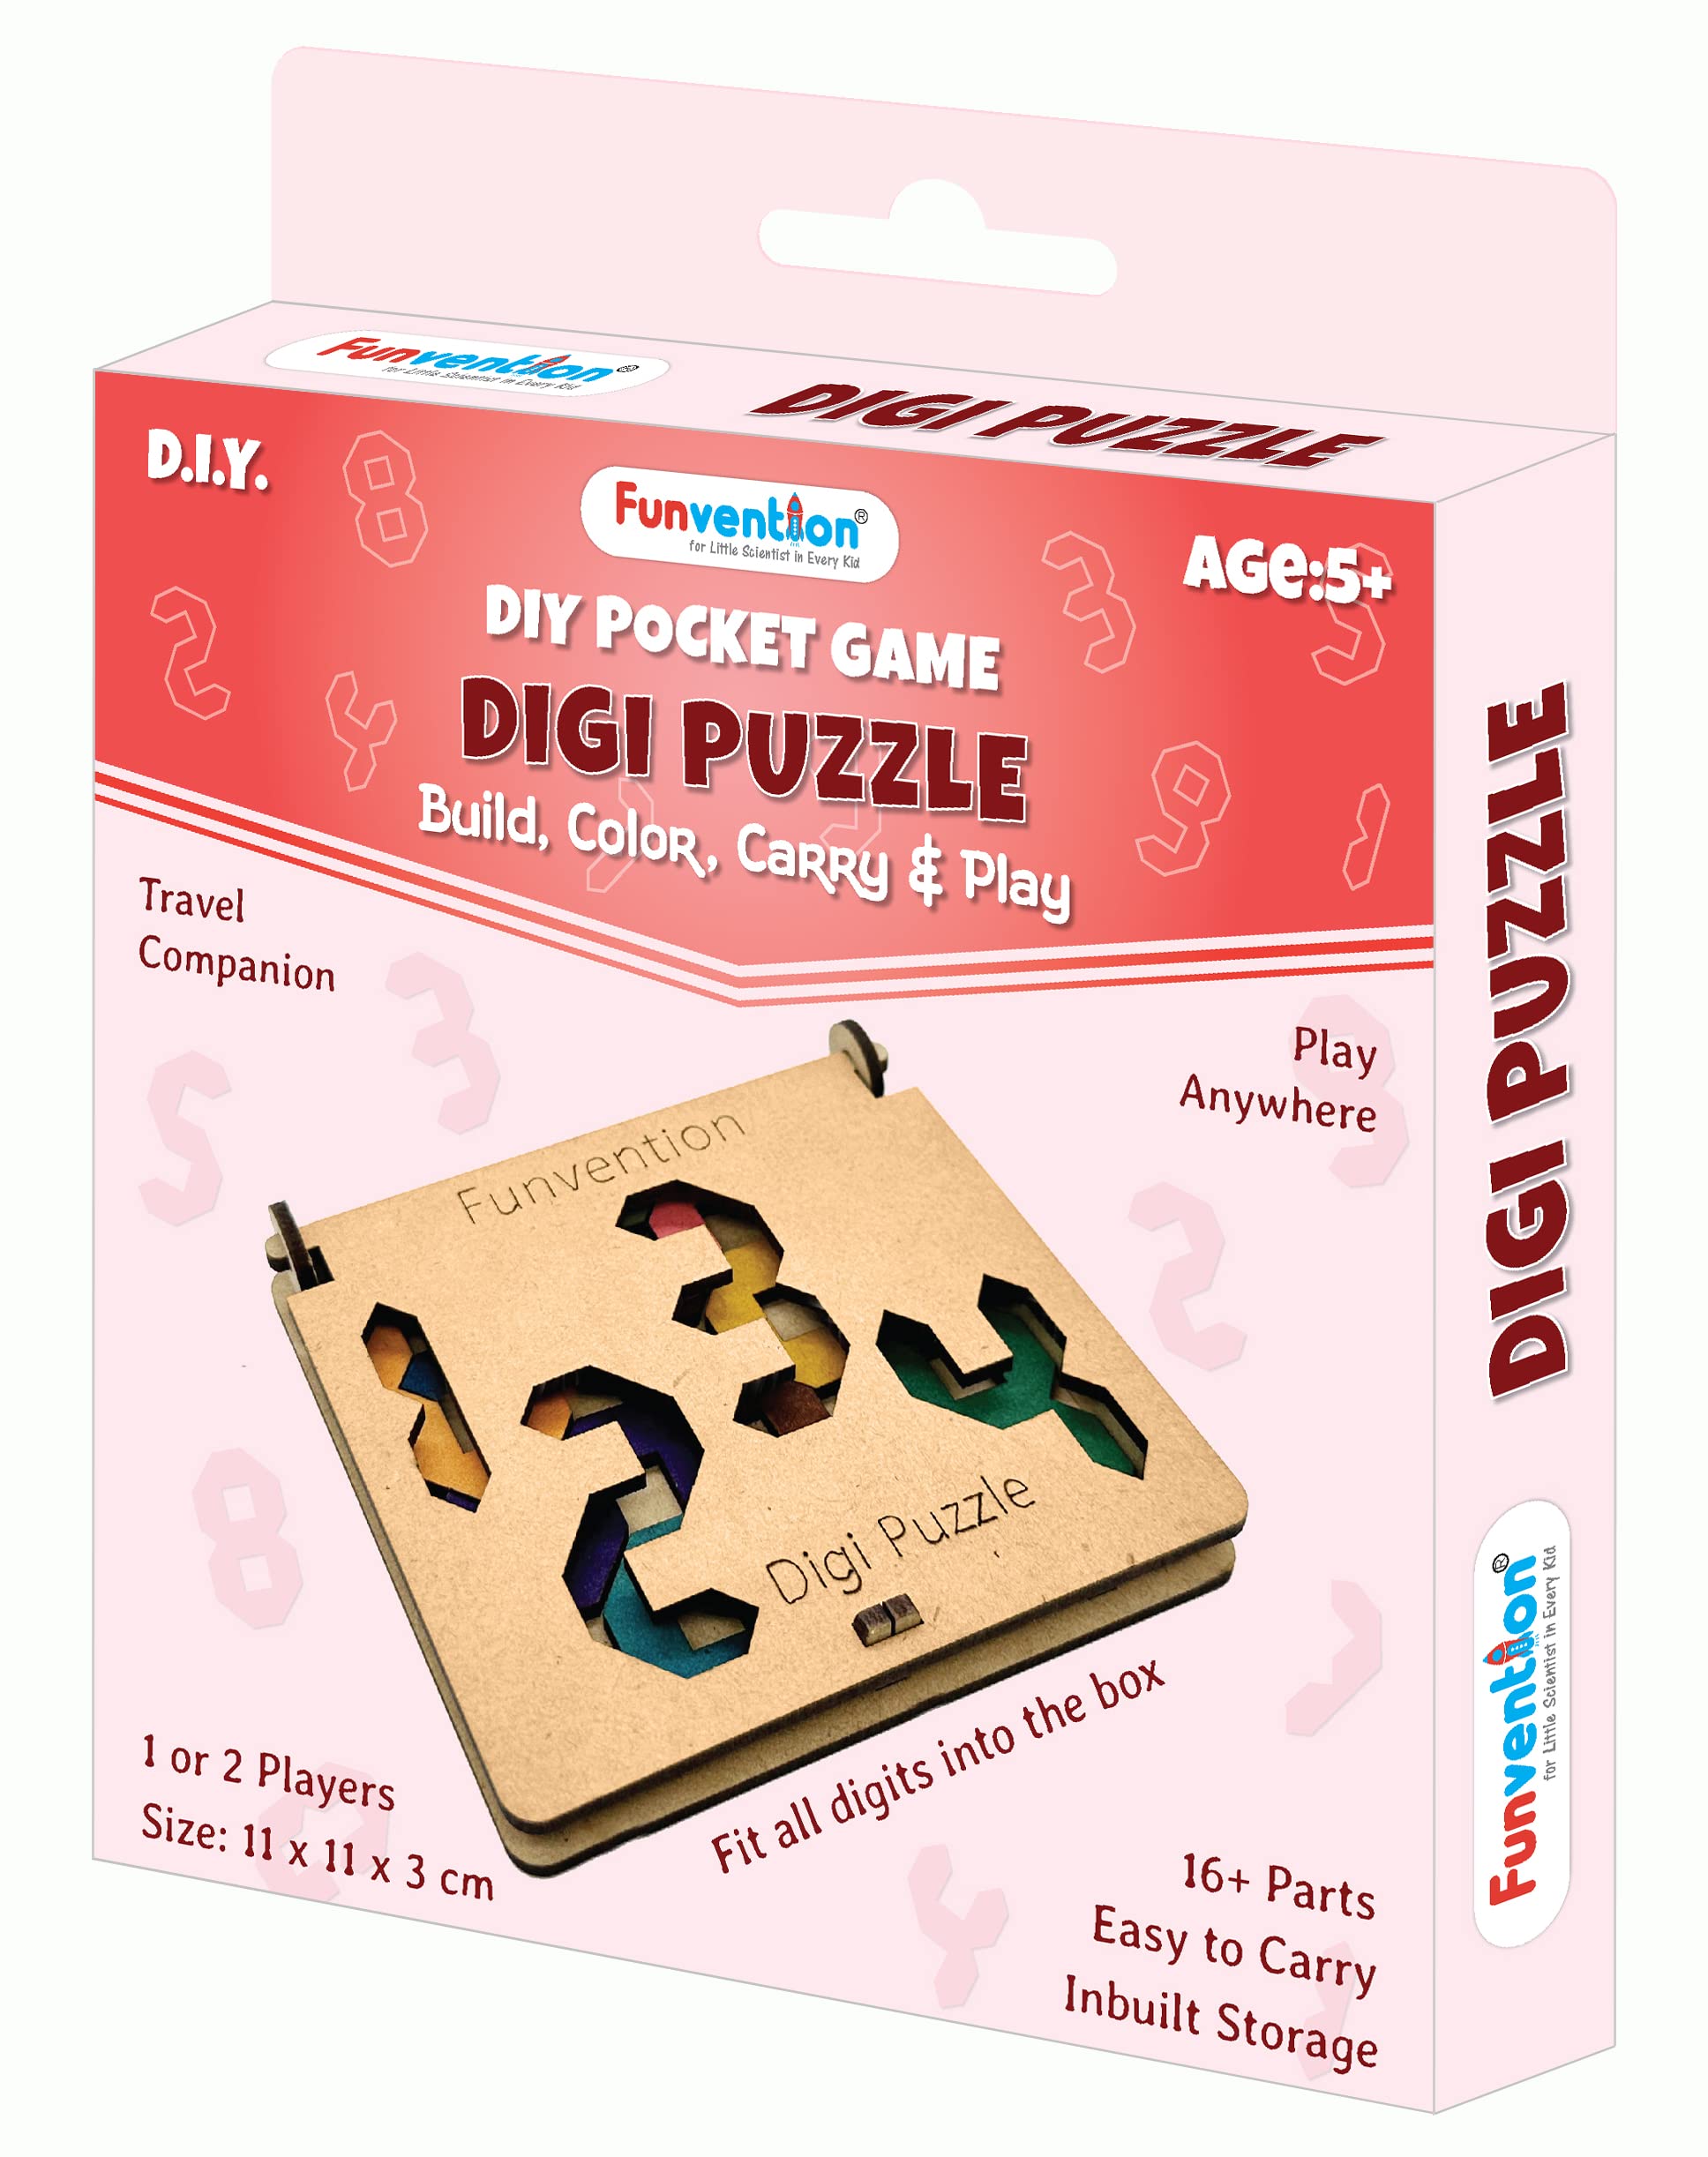 Funvention®
for Little Scientist in Every Kid
DIGI PUZZLE
D.I.Y.
Funvention®
for Little Scientist in Every Kid
AGe:5+
DIY POCKET GAME
DIGI PUZZLE
Build, Color, Carry & Play
Travel
Companion
Play
Anywhere
Funvention
Digi Puzzle
Fit all digits into the box
1 or 2 Players
Size: 11 x 11 x 3 cm
16+ Parts
Easy to Carry
Inbuilt Storage
DIGI PUZZLE
Funvention®
for Little Scientist in Every Kid